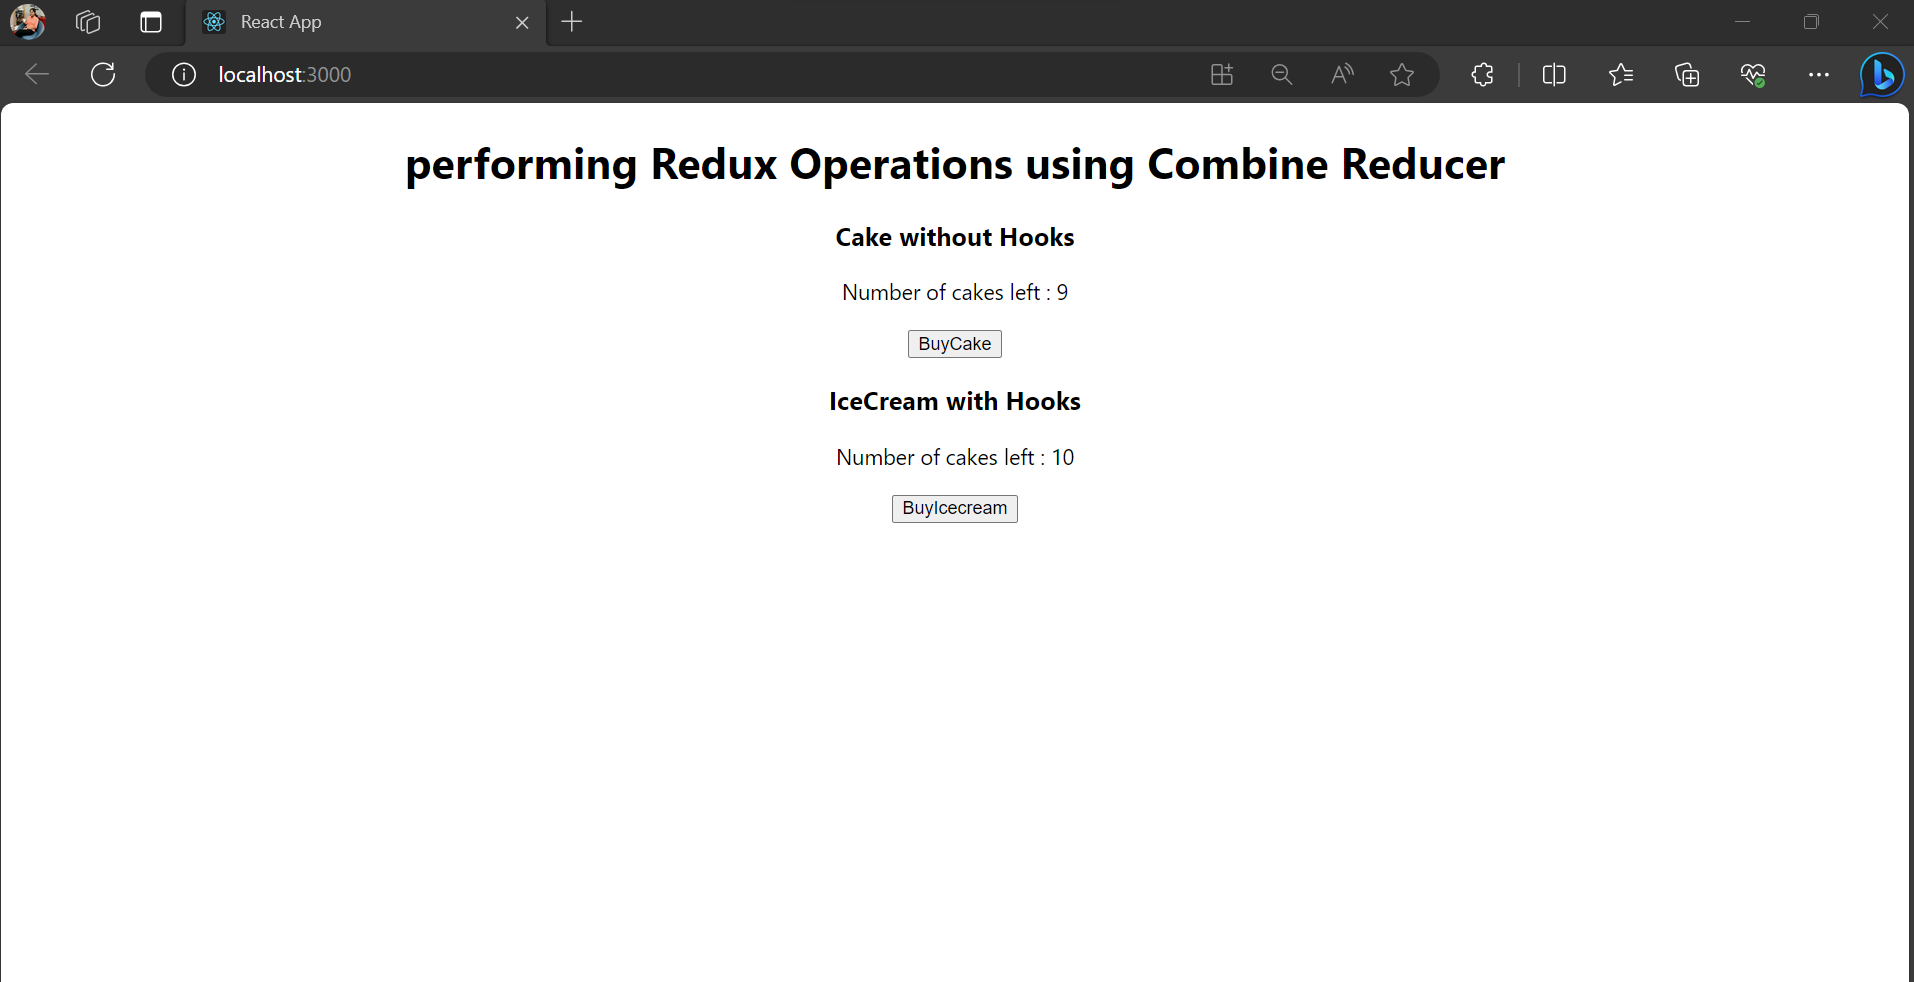 React App
localhost:3000
performing Redux Operations using Combine Reducer
Cake without Hooks
Number of cakes left : 9
BuyCake
IceCream with Hooks
Number of cakes left : 10
BuyIcecream